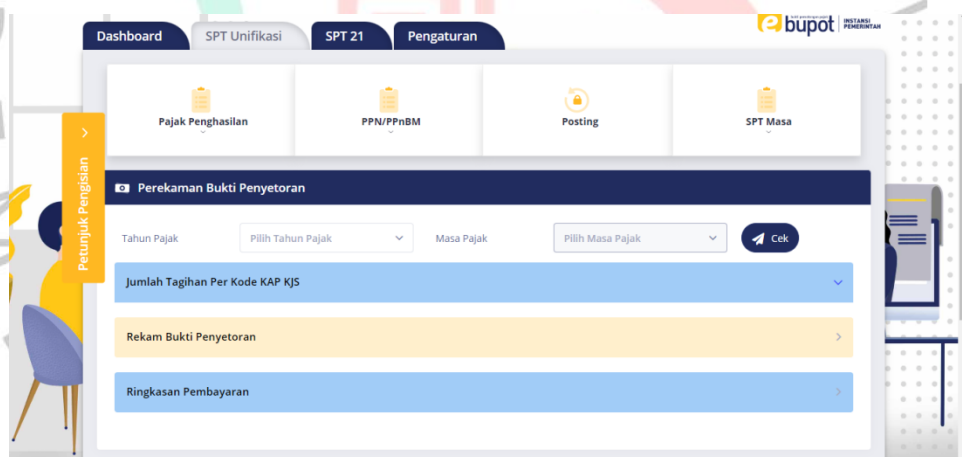 Dashboard
SPT Unifikasi
SPT 21
Pengaturan
e bupot
INSTANSI
PEMERINTAH
Pajak Penghasilan
PPN/PPnBM
Posting
SPT Masa
Petunjuk Pengisian
Perekaman Bukti Penyetoran
Tahun Pajak
Pilih Tahun Pajak
Masa Pajak
Pilih Masa Pajak
Cek
Jumlah Tagihan Per Kode KAP KJS
Rekam Bukti Penyetoran
Ringkasan Pembayaran